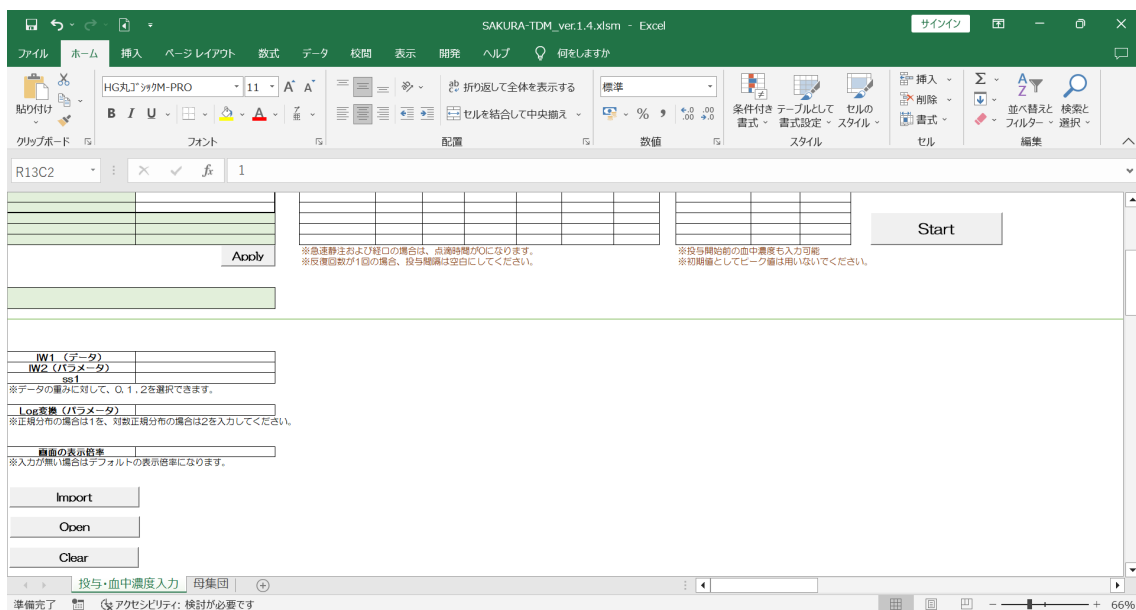 SAKURA-TDM_ver.1.4.xlsm - Excel
サインイン
ファイル ホーム 挿入 ページ レイアウト 数式 データ 校閲 表示 開発 ヘルプ 何をしますか
貼り付け
HG丸ゴシックM-PRO 11
折り返して全体を表示する
標準
B I U
セルを結合して中央揃え
条件付き書式
テーブルとして書式設定
セルのスタイル
挿入
削除
書式
並べ替えとフィルター
検索と選択
クリップボード フォント 配置 数値 スタイル セル 編集
R13C2 fx 1
Start
Apply
※急速静注および経口の場合は、点滴時間が0になります。
※反復回数が1回の場合、投与間隔は空白にしてください。
※投与開始前の血中濃度も入力可能
※初期値としてピーク値は用いないでください。
IW1 (データ)
IW2 (パラメータ)
ss1
※データの重みに対して、0, 1, 2を選択できます。
Log変換 (パラメータ)
※正規分布の場合は1を、対数正規分布の場合は2を入力してください。
画面の表示倍率
※入力が無い場合はデフォルトの表示倍率になります。
Import
Open
Clear
投与・血中濃度入力 母集団
準備完了 アクセシビリティ: 検討が必要です 66%